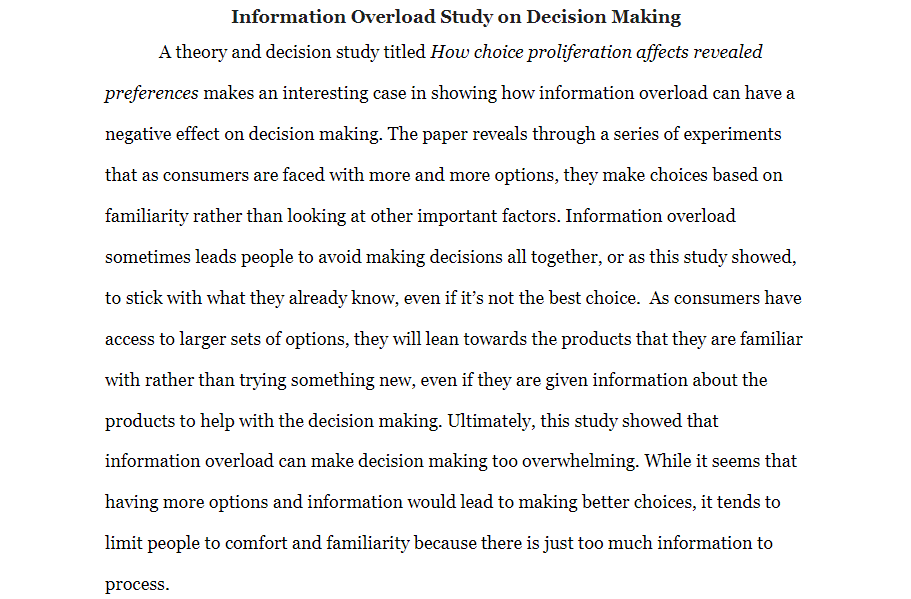 Information Overload Study on Decision Making
A theory and decision study titled How choice proliferation affects revealed
preferences makes an interesting case in showing how information overload can have a
negative effect on decision making. The paper reveals through a series of experiments
that as consumers are faced with more and more options, they make choices based on
familiarity rather than looking at other important factors. Information overload
sometimes leads people to avoid making decisions all together, or as this study showed,
to stick with what they already know, even if it’s not the best choice.  As consumers have
access to larger sets of options, they will lean towards the products that they are familiar
with rather than trying something new, even if they are given information about the
products to help with the decision making. Ultimately, this study showed that
information overload can make decision making too overwhelming. While it seems that
having more options and information would lead to making better choices, it tends to
limit people to comfort and familiarity because there is just too much information to
process.